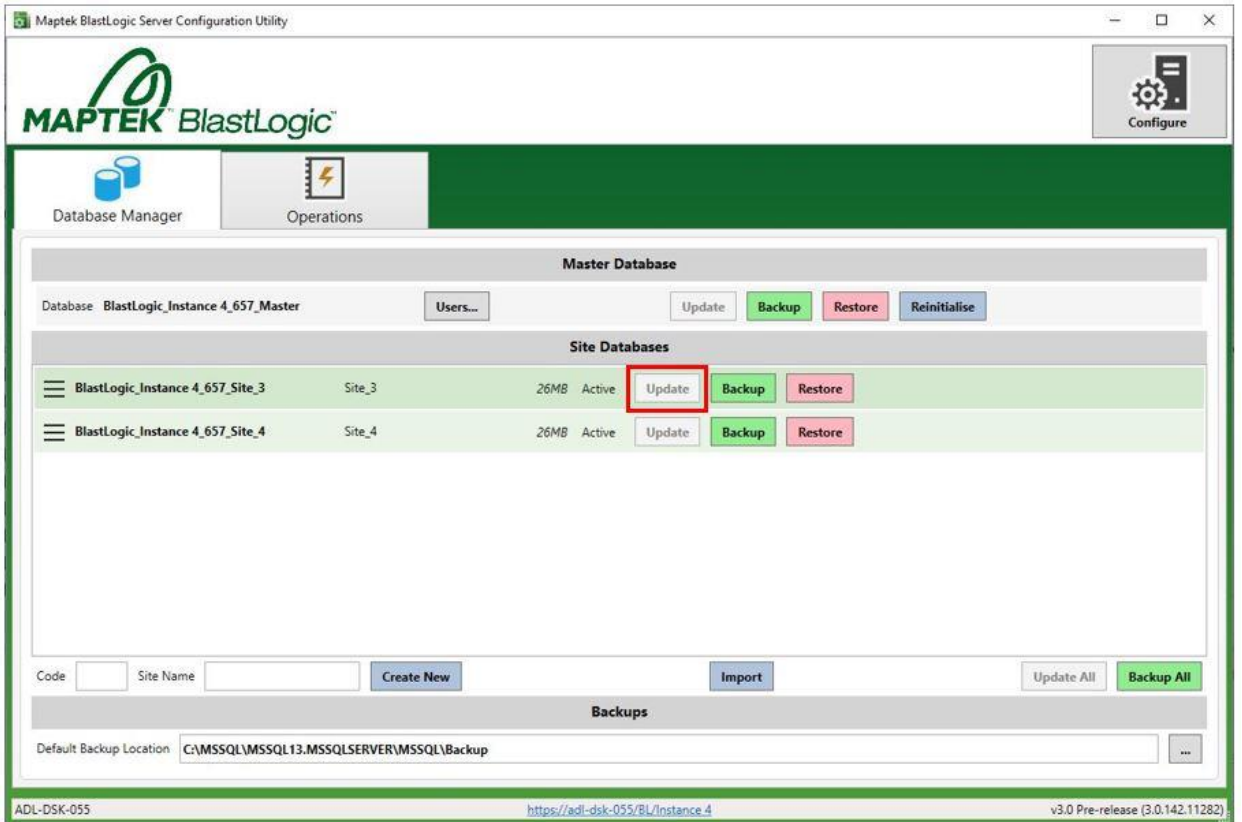 Maptek BlastLogic Server Configuration Utility
MAPTEK™ BlastLogic™
Configure
Database Manager Operations
Master Database
Database BlastLogic_Instance 4_657_Master Users... Update Backup Restore Reinitialise
Site Databases
BlastLogic_Instance 4_657_Site_3 Site_3 26MB Active Update Backup Restore
BlastLogic_Instance 4_657_Site_4 Site_4 26MB Active Update Backup Restore
Code Site Name Create New Import Update All Backup All
Backups
Default Backup Location C:\MSSQL\MSSQL13.MSSQLSERVER\MSSQL\Backup ...
ADL-DSK-055 https://adl-dsk-055/BL/Instance 4 v3.0 Pre-release (3.0.142.11282)